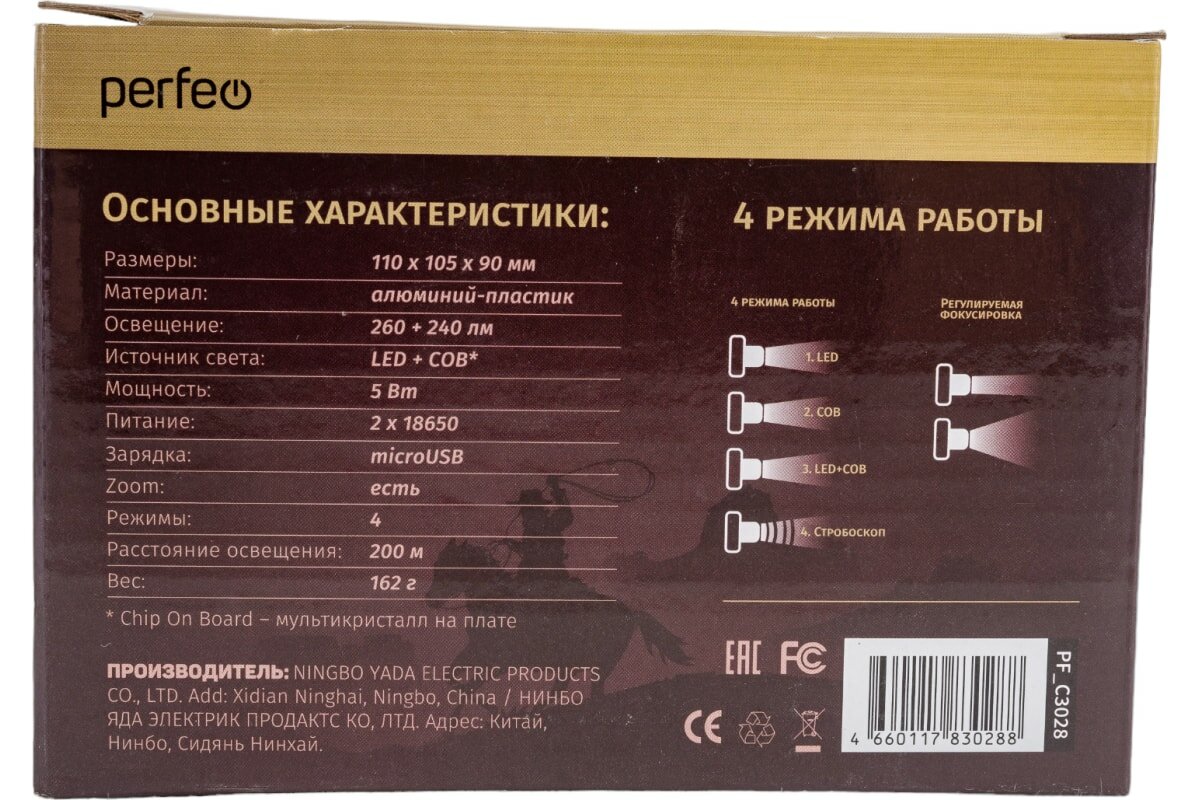 perfeo
Основные характеристики:
Размеры: 110 х 105 х 90 мм
Материал: алюминий-пластик
Освещение: 260 + 240 лм
Источник света: LED + COB*
Мощность: 5 Вт
Питание: 2 х 18650
Зарядка: microUSB
Zoom: есть
Режимы: 4
Расстояние освещения: 200 м
Вес: 162 г
* Chip On Board – мультикристалл на плате
ПРОИЗВОДИТЕЛЬ: NINGBO YADA ELECTRIC PRODUCTS
CO., LTD. Add: Xidian Ninghai, Ningbo, China / НИНБО
ЯДА ЭЛЕКТРИК ПРОДАКТС КО, ЛТД. Адрес: Китай,
Нинбо, Сидянь Нинхай.
4 РЕЖИМА РАБОТЫ
4 РЕЖИМА РАБОТЫ
1. LED
2. COB
3. LED+COB
4. Стробоскоп
Регулируемая
фокусировка
EAC FC
CE
4 660117 830288
PF_C3028